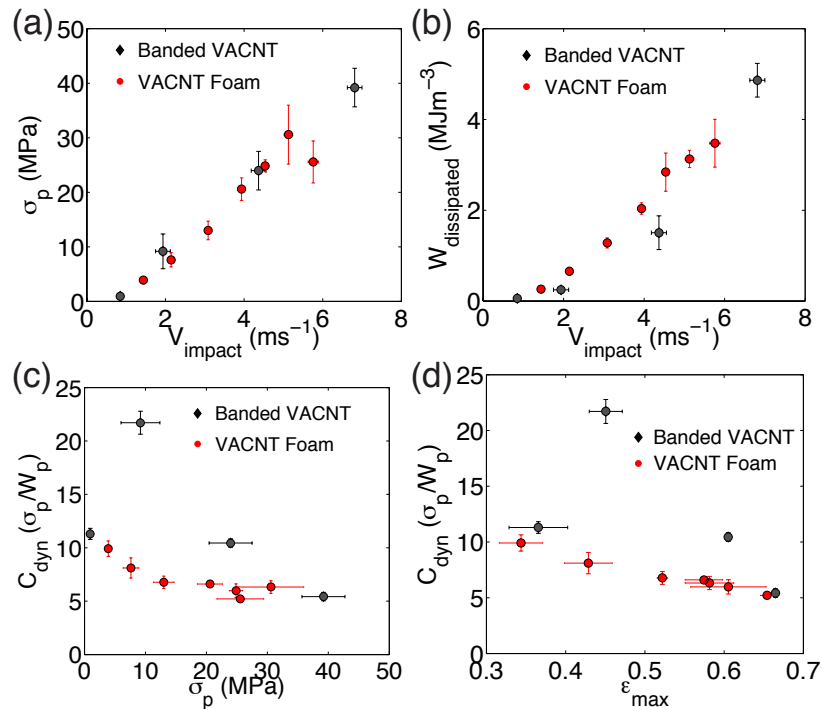 (a)
50
40
30
20
10
0
σp (MPa)
Banded VACNT
VACNT Foam
0 2 4 6 8
Vimpact (ms−1)
(b)
6
4
2
0
Wdissipated (MJm−3)
Banded VACNT
VACNT Foam
0 2 4 6 8
Vimpact (ms−1)
(c)
25
20
15
10
5
0
Cdyn (σp/Wp)
Banded VACNT
VACNT Foam
0 10 20 30 40 50
σp (MPa)
(d)
25
20
15
10
5
0
Cdyn (σp/Wp)
Banded VACNT
VACNT Foam
0.3 0.4 0.5 0.6 0.7
εmax